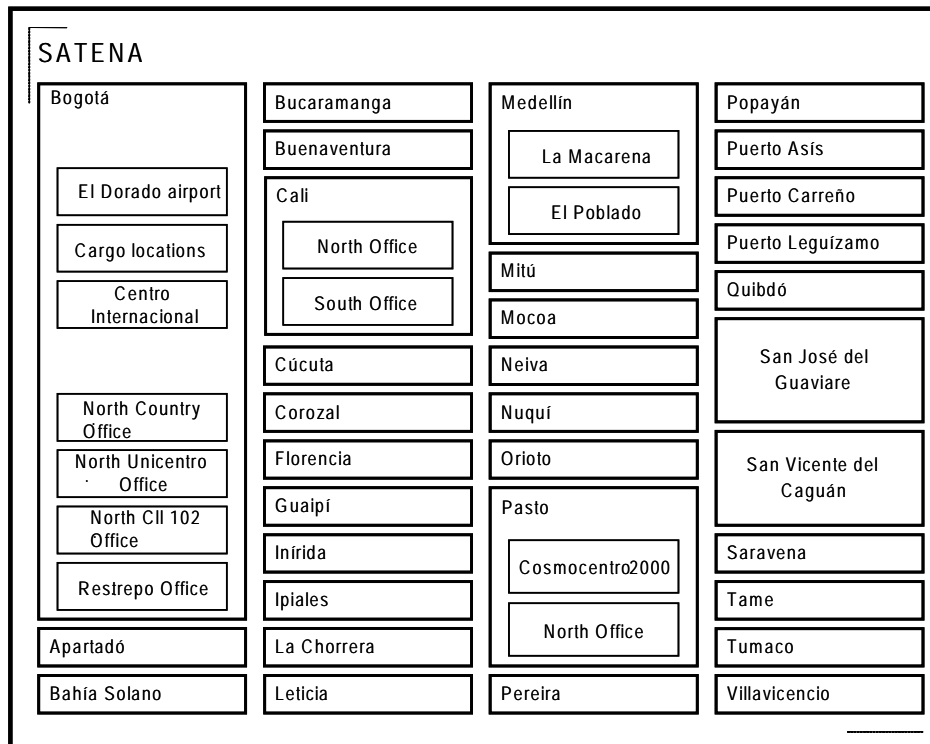 SATENA
Bogotá
El Dorado airport
Cargo locations
Centro
Internacional
North Country
Office
North Unicentro
Office
North Cll 102
Office
Restrepo Office
Apartadó
Bahía Solano
Bucaramanga
Buenaventura
Cali
North Office
South Office
Cúcuta
Corozal
Florencia
Guaipí
Inírida
Ipiales
La Chorrera
Leticia
Medellín
La Macarena
El Poblado
Mitú
Mocoa
Neiva
Nuquí
Orioto
Pasto
Cosmocentro2000
North Office
Pereira
Popayán
Puerto Asís
Puerto Carreño
Puerto Leguízamo
Quibdó
San José del
Guaviare
San Vicente del
Caguán
Saravena
Tame
Tumaco
Villavicencio